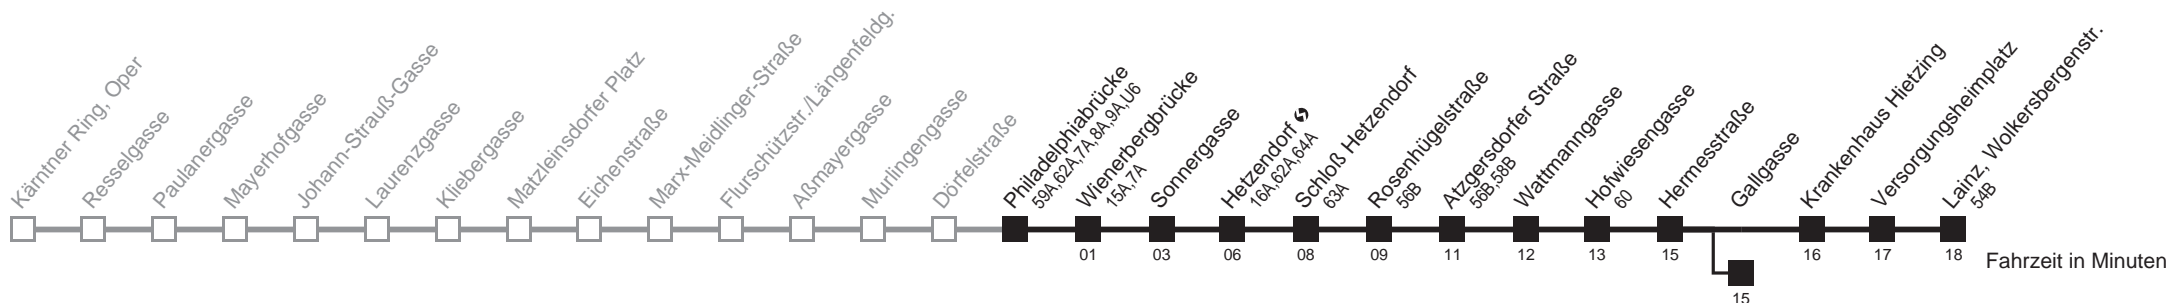 Kärntner Ring, Oper
Resselgasse
Paulanergasse
Mayerhofgasse
Johann-Strauß-Gasse
Laurenzgasse
Kliebergasse
Matzleinsdorfer Platz
Eichenstraße
Marx-Meidlinger-Straße
Flurschützstr./Längenfeldg.
Aßmayergasse
Murlingengasse
Dörfelstraße
Philadelphiabrücke
59A,62A,7A,8A,9A,U6
Wienerbergbrücke
15A,7A
Sonnergasse
Hetzendorf
16A,62A,64A
Schloß Hetzendorf
63A
Rosenhügelstraße
56B
Atzgersdorfer Straße
56B,58B
Wattmanngasse
Hofwiesengasse
60
Hermesstraße
Gallgasse
Krankenhaus Hietzing
Versorgungsheimplatz
Lainz, Wolkersbergenstr.
54B
01 03 06 08 09 11 12 13 15 16 17 18
Fahrzeit in Minuten
15